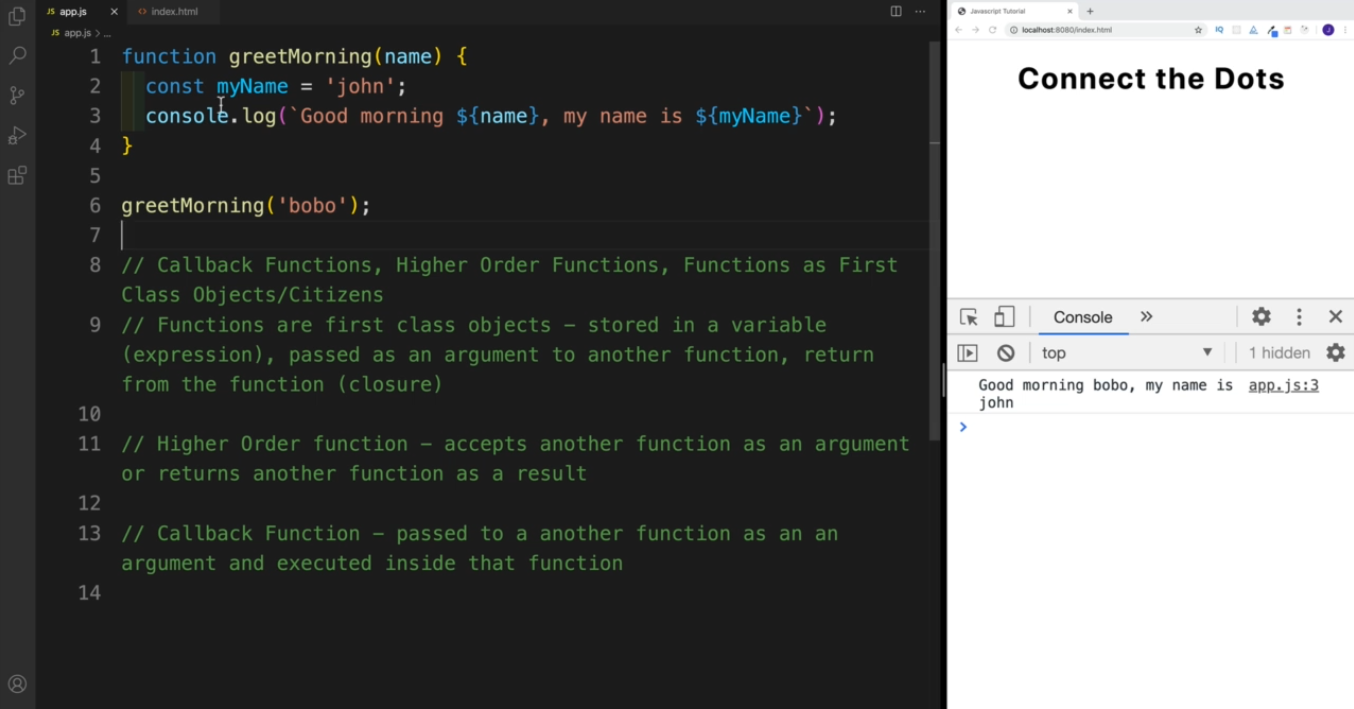 app.js
index.html
app.js > ...
1 function greetMorning(name) {
2   const myName = 'john';
3   console.log(`Good morning ${name}, my name is ${myName}`);
4 }
5
6 greetMorning('bobo');
7
8 // Callback Functions, Higher Order Functions, Functions as First
Class Objects/Citizens
9 // Functions are first class objects – stored in a variable
(expression), passed as an argument to another function, return
from the function (closure)
10
11 // Higher Order function – accepts another function as an argument
or returns another function as a result
12
13 // Callback Function – passed to a another function as an an
argument and executed inside that function
14
Javascript Tutorial
localhost:8080/index.html
IQ
J
Connect the Dots
Console
top
1 hidden
Good morning bobo, my name is app.js:3
john